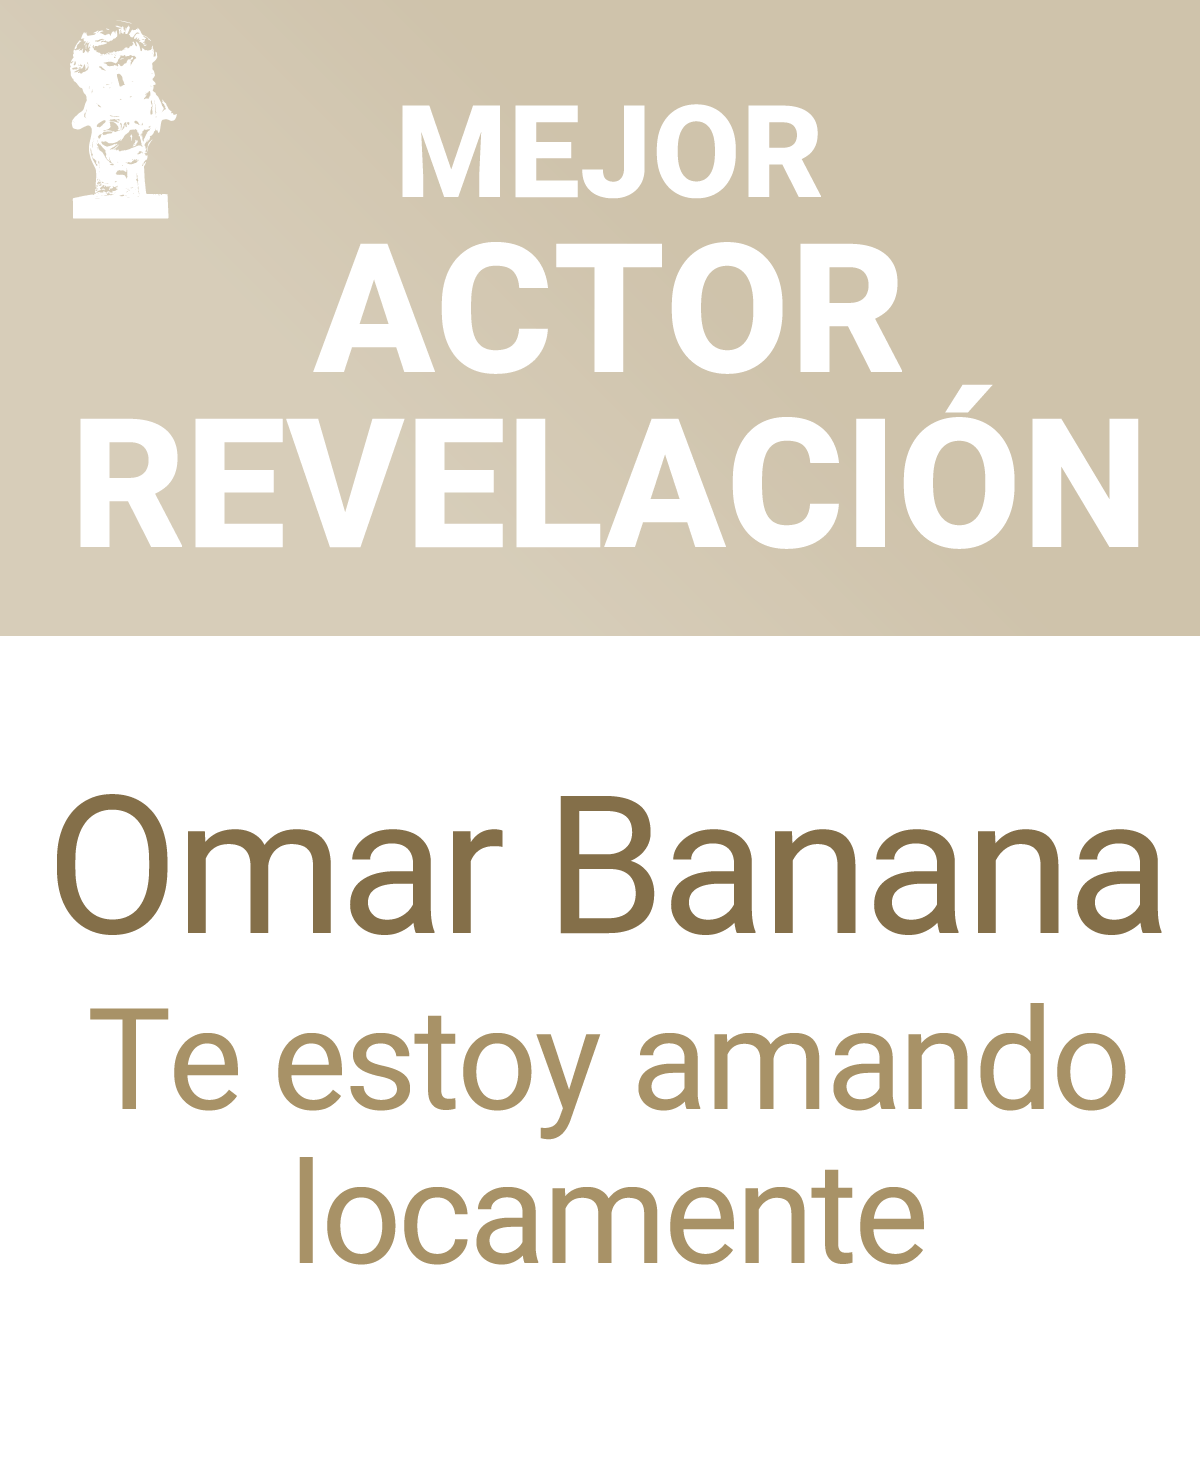 MEJOR
ACTOR
REVELACIÓN
Omar Banana
Te estoy amando
locamente